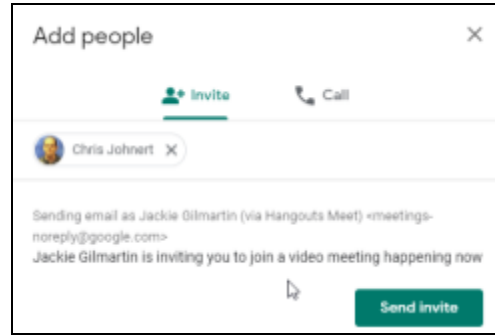 Add people
Invite Call
Chris Johnert
Sending email as Jackie Gilmartin (via Hangouts Meet) <meetings-
noreply@google.com>
Jackie Gilmartin is inviting you to join a video meeting happening now
Send invite